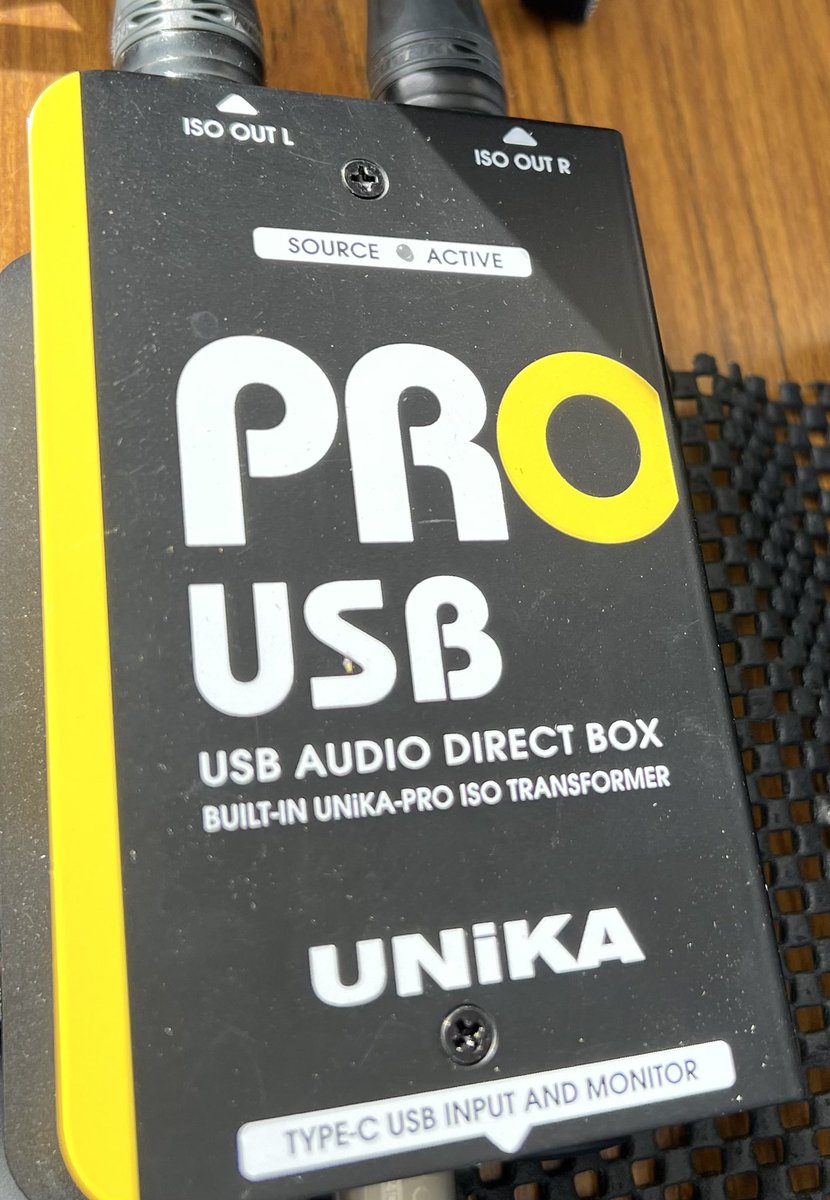 ISO OUT L
ISO OUT R
SOURCE ACTIVE
PRO
USB
USB AUDIO DIRECT BOX
BUILT-IN UNiKA-PRO ISO TRANSFORMER
UNiKA
TYPE-C USB INPUT AND MONITOR